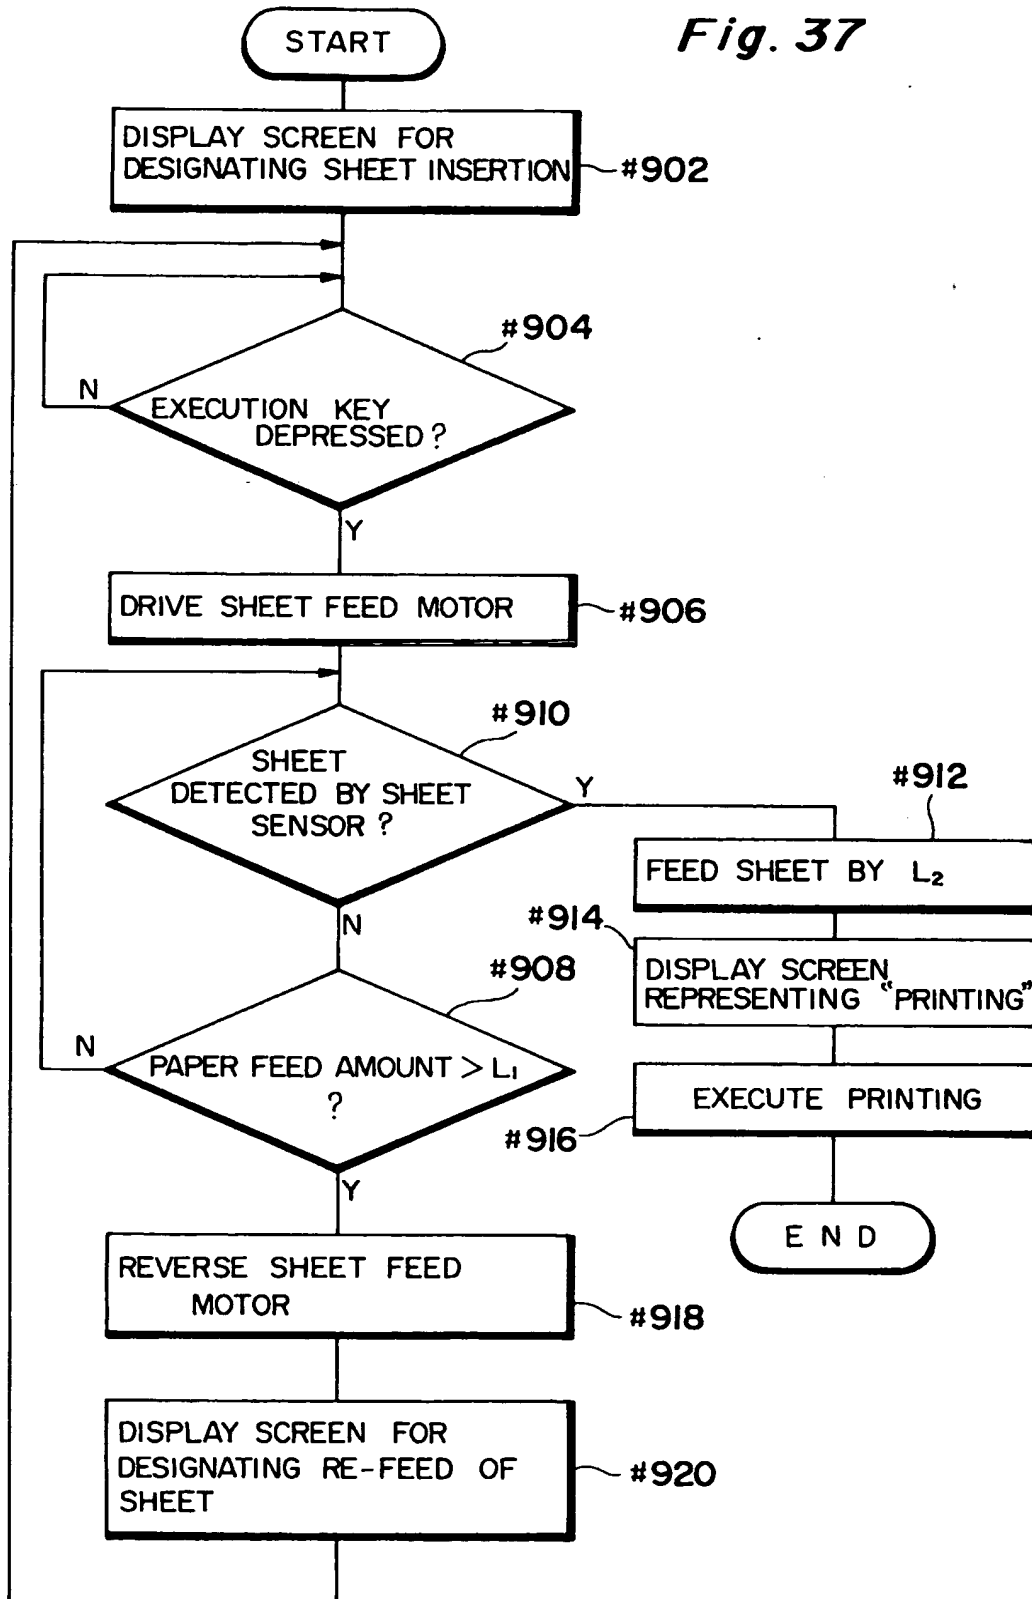 Fig. 37
START
DISPLAY SCREEN FOR
DESIGNATING SHEET INSERTION
#902
#904
N
EXECUTION KEY
DEPRESSED?
Y
DRIVE SHEET FEED MOTOR
#906
#910
SHEET
DETECTED BY SHEET
SENSOR?
Y
N
#912
FEED SHEET BY L₂
#914
DISPLAY SCREEN
REPRESENTING "PRINTING"
EXECUTE PRINTING
#916
END
#908
N
PAPER FEED AMOUNT > L₁
?
Y
REVERSE SHEET FEED
MOTOR
#918
DISPLAY SCREEN FOR
DESIGNATING RE-FEED OF
SHEET
#920